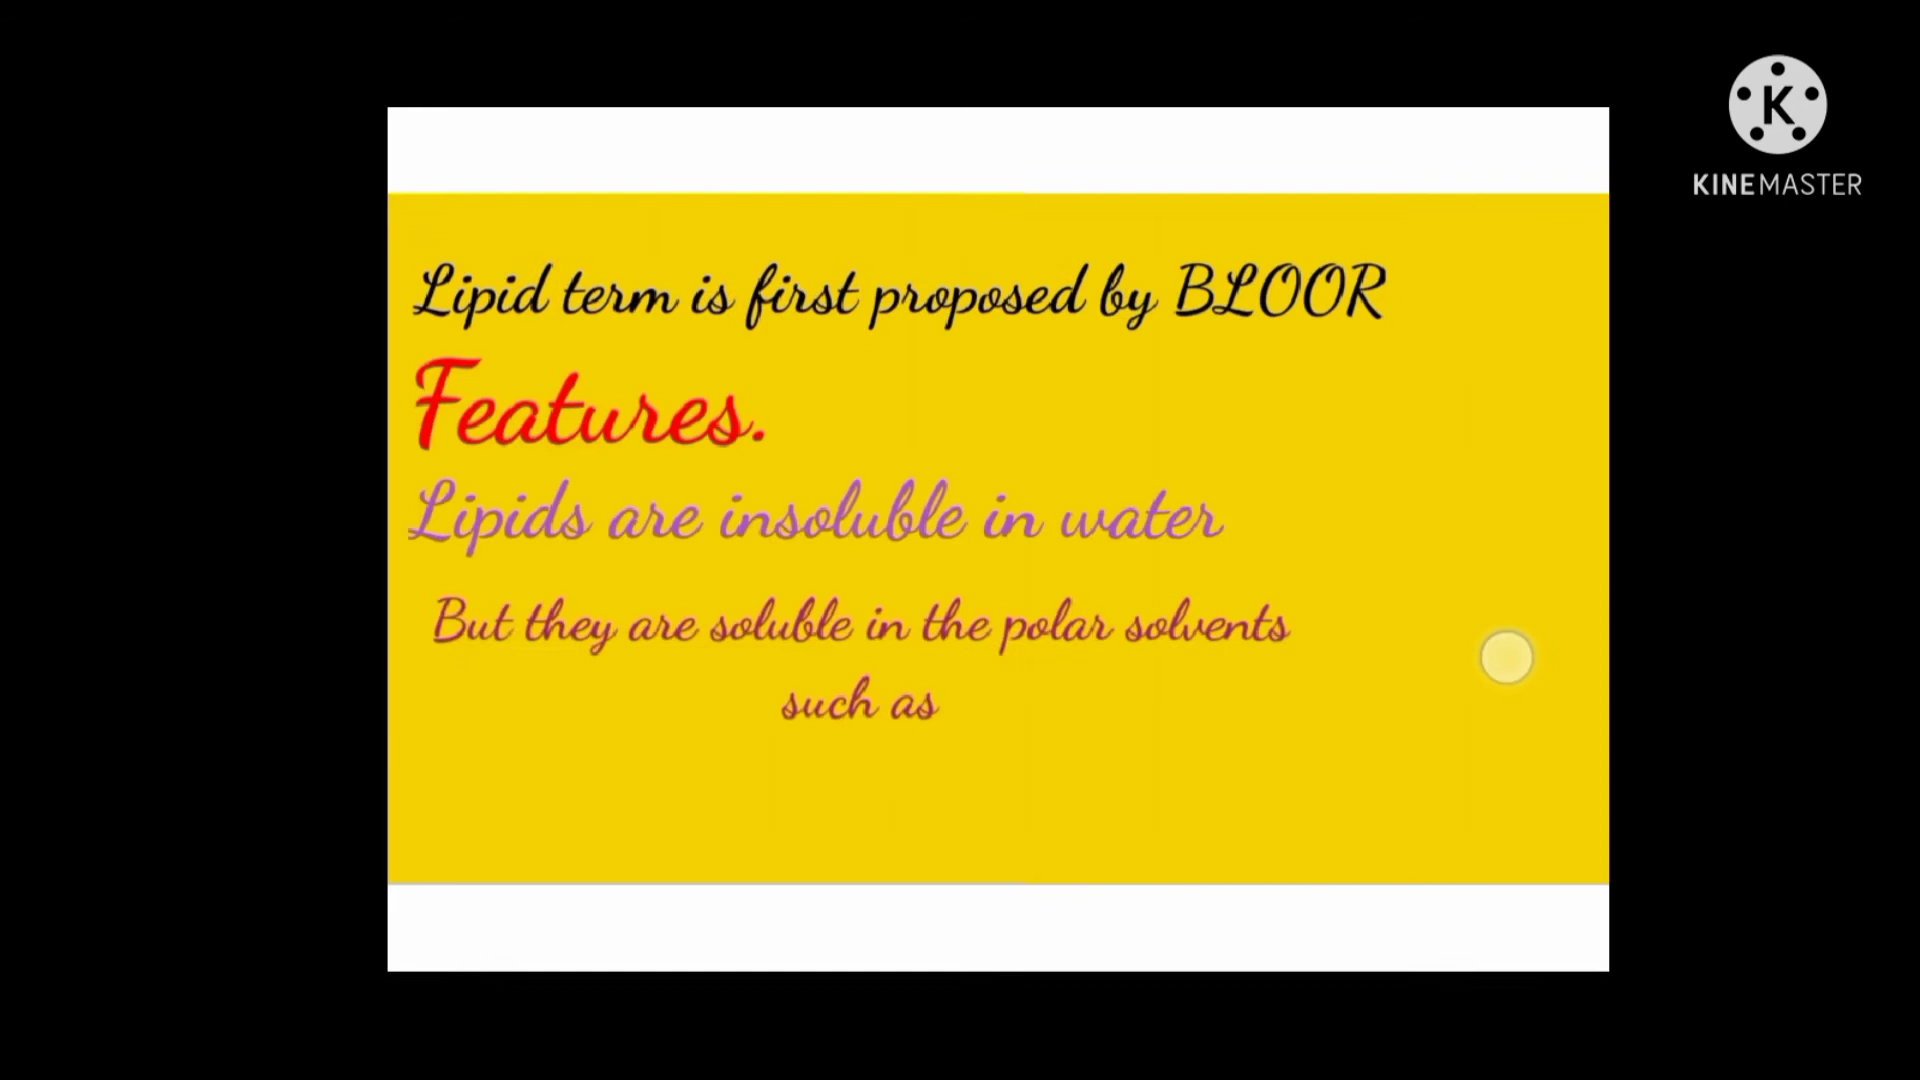 K
KINEMASTER
Lipid term is first proposed by BLOOR
Features.
Lipids are insoluble in water
But they are soluble in the polar solvents
such as